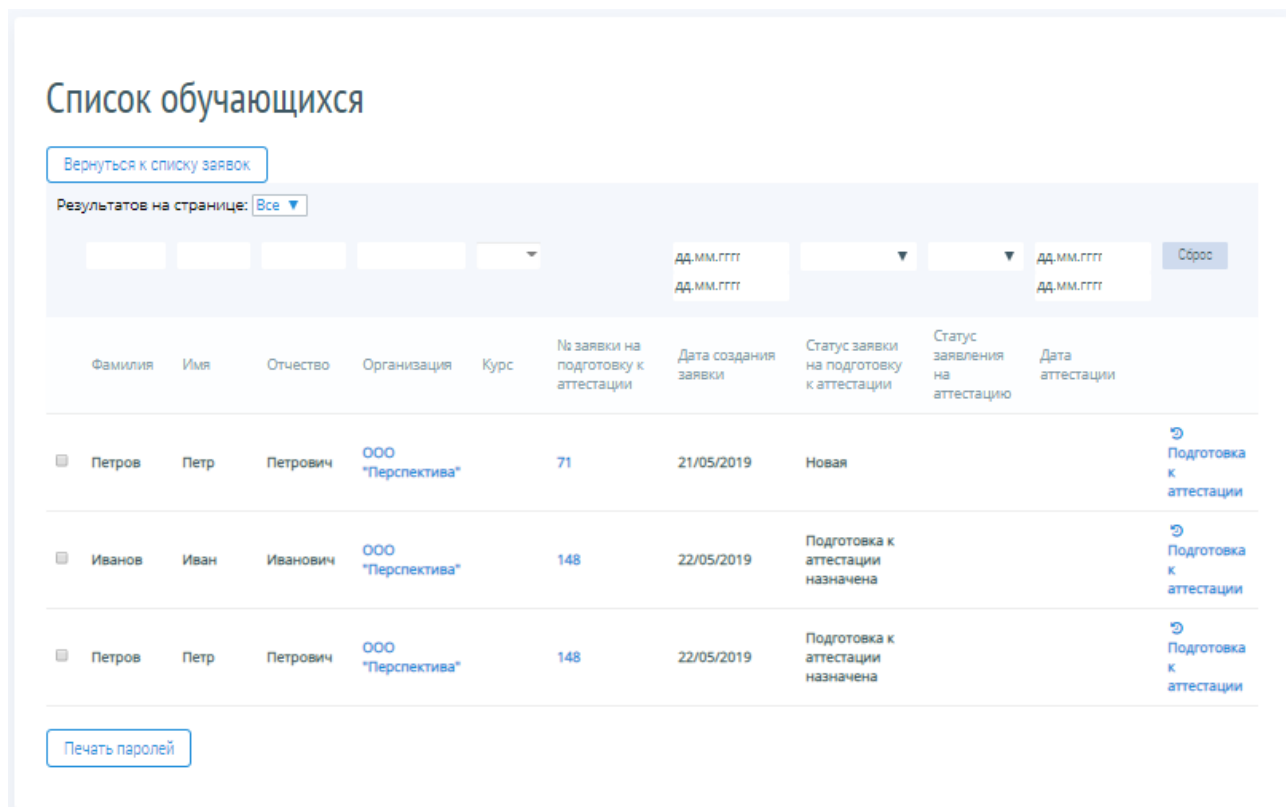 Список обучающихся
Вернуться к списку заявок
Результатов на странице: Все ▼
дд.мм.гггг ▼ ▼ дд.мм.гггг Сброс
дд.мм.гггг дд.мм.гггг
Фамилия Имя Отчество Организация Курс
№ заявки на
подготовку к
аттестации
Дата создания
заявки
Статус заявки
на подготовку
к аттестации
Статус
заявления
на
аттестацию
Дата
аттестации
Петров Петр Петрович
ООО
"Перспектива"
71 21/05/2019 Новая
Подготовка
к
аттестации
Иванов Иван Иванович
ООО
"Перспектива"
148 22/05/2019
Подготовка к
аттестации
назначена
Подготовка
к
аттестации
Петров Петр Петрович
ООО
"Перспектива"
148 22/05/2019
Подготовка к
аттестации
назначена
Подготовка
к
аттестации
Печать паролей